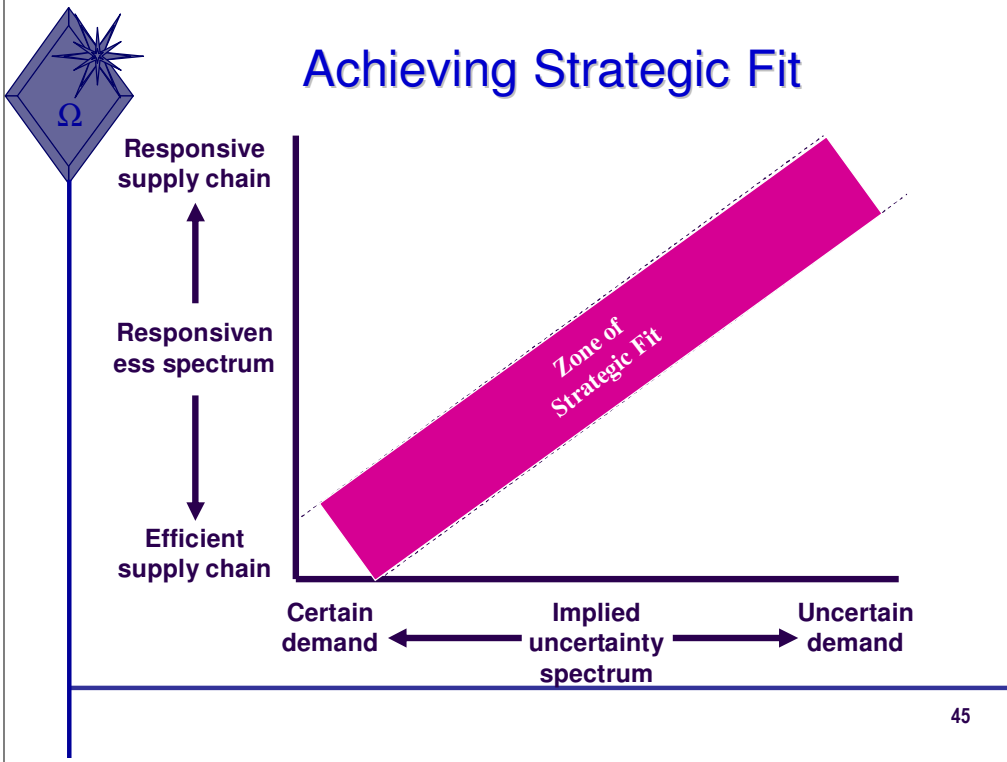 Achieving Strategic Fit
Ω
Responsive
supply chain
Responsiven
ess spectrum
Efficient
supply chain
Zone of
Strategic Fit
Certain
demand
Implied
uncertainty
spectrum
Uncertain
demand
45